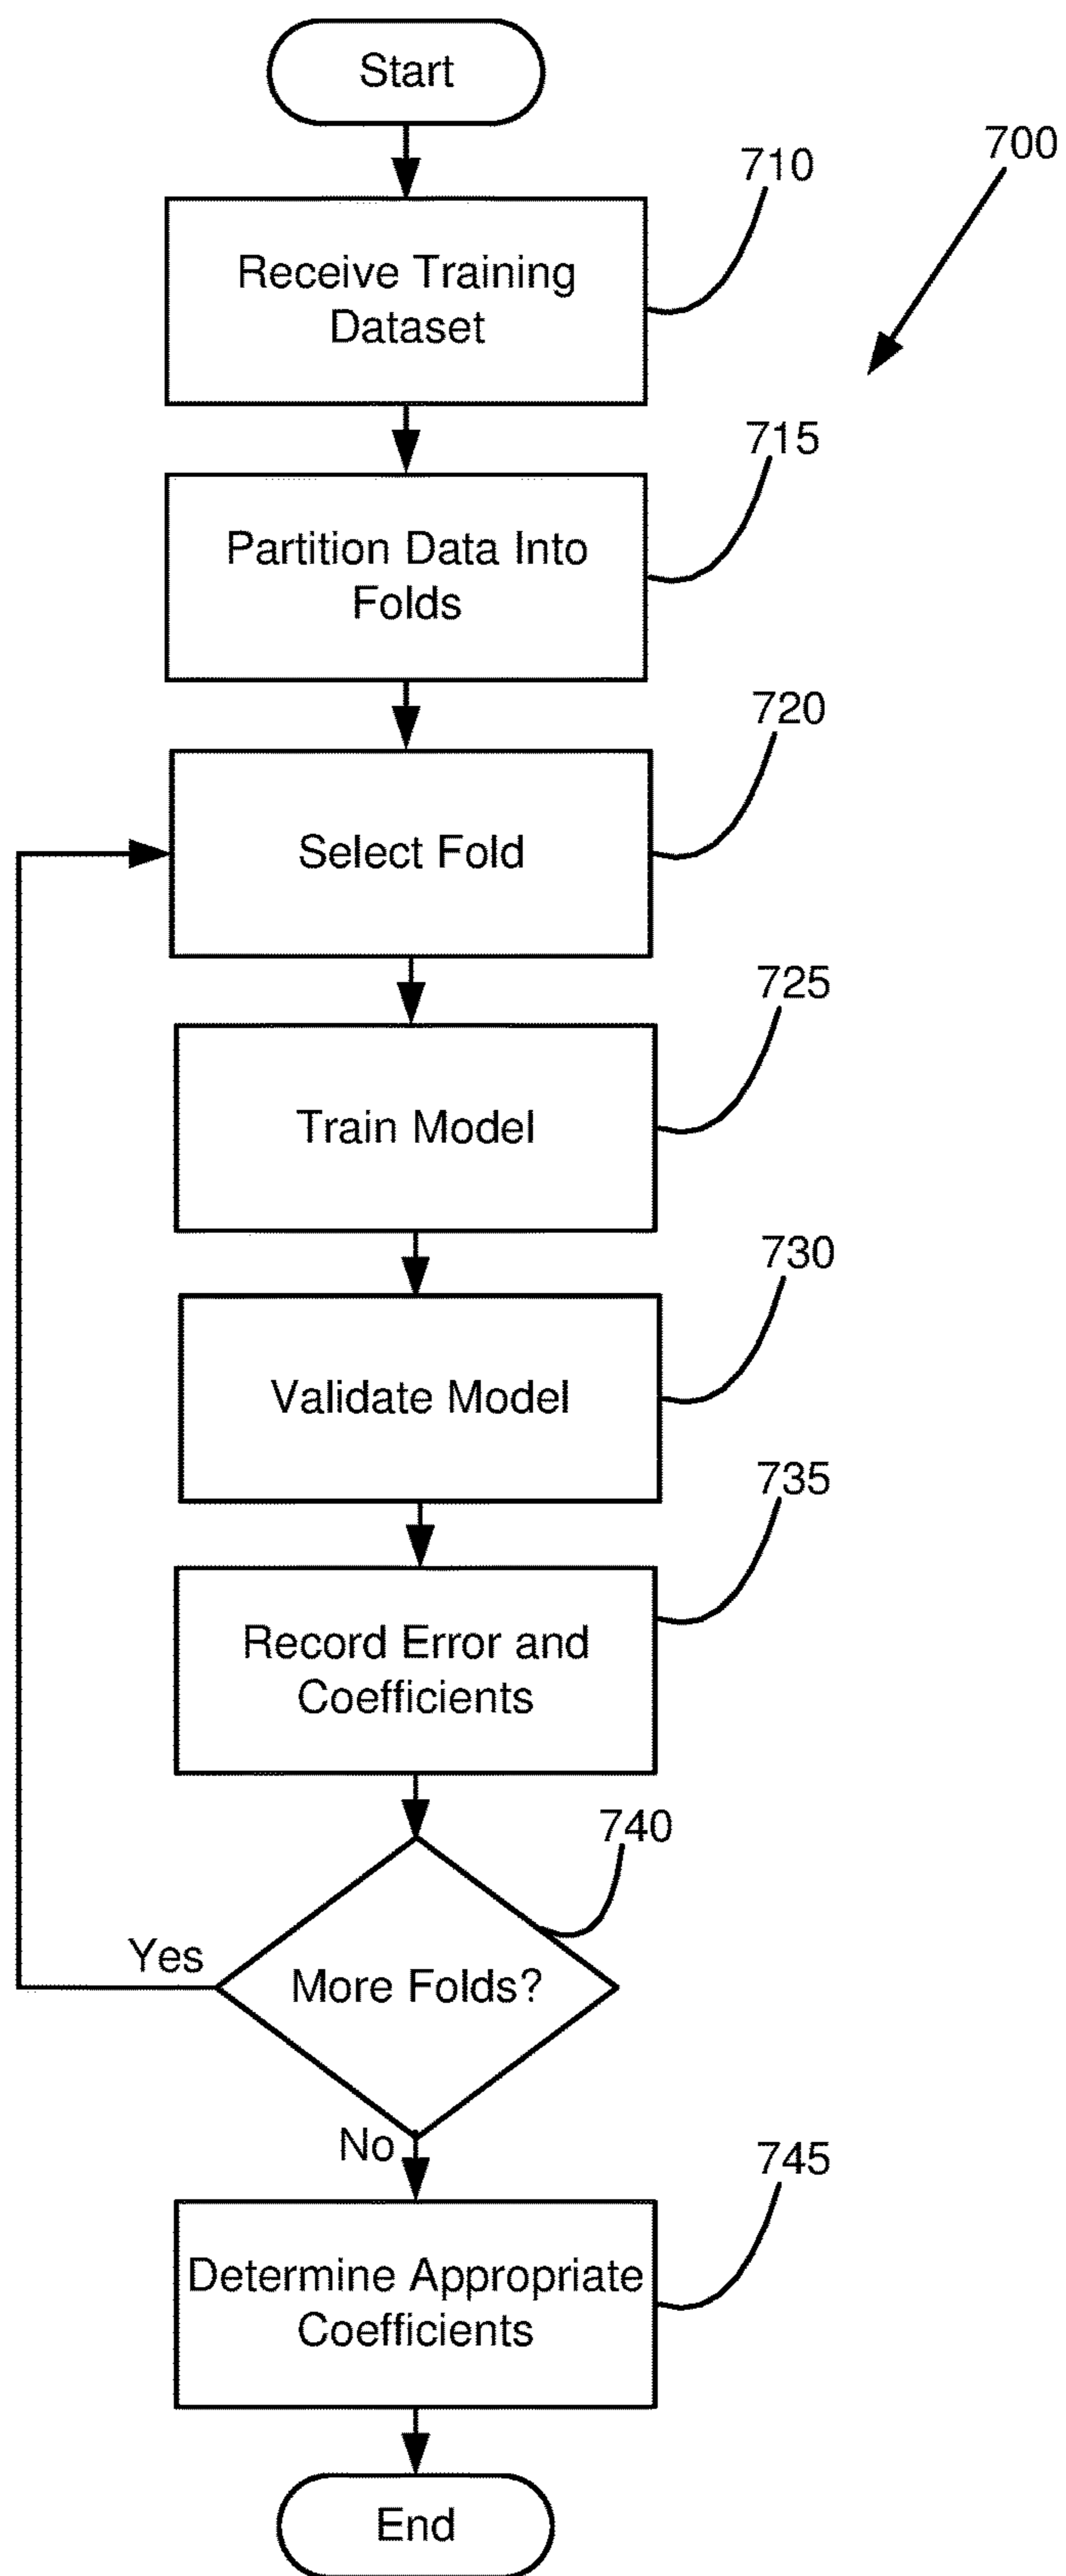 Start
700
710
Receive Training
Dataset
715
Partition Data Into
Folds
720
Select Fold
725
Train Model
730
Validate Model
735
Record Error and
Coefficients
740
Yes
More Folds?
No
745
Determine Appropriate
Coefficients
End